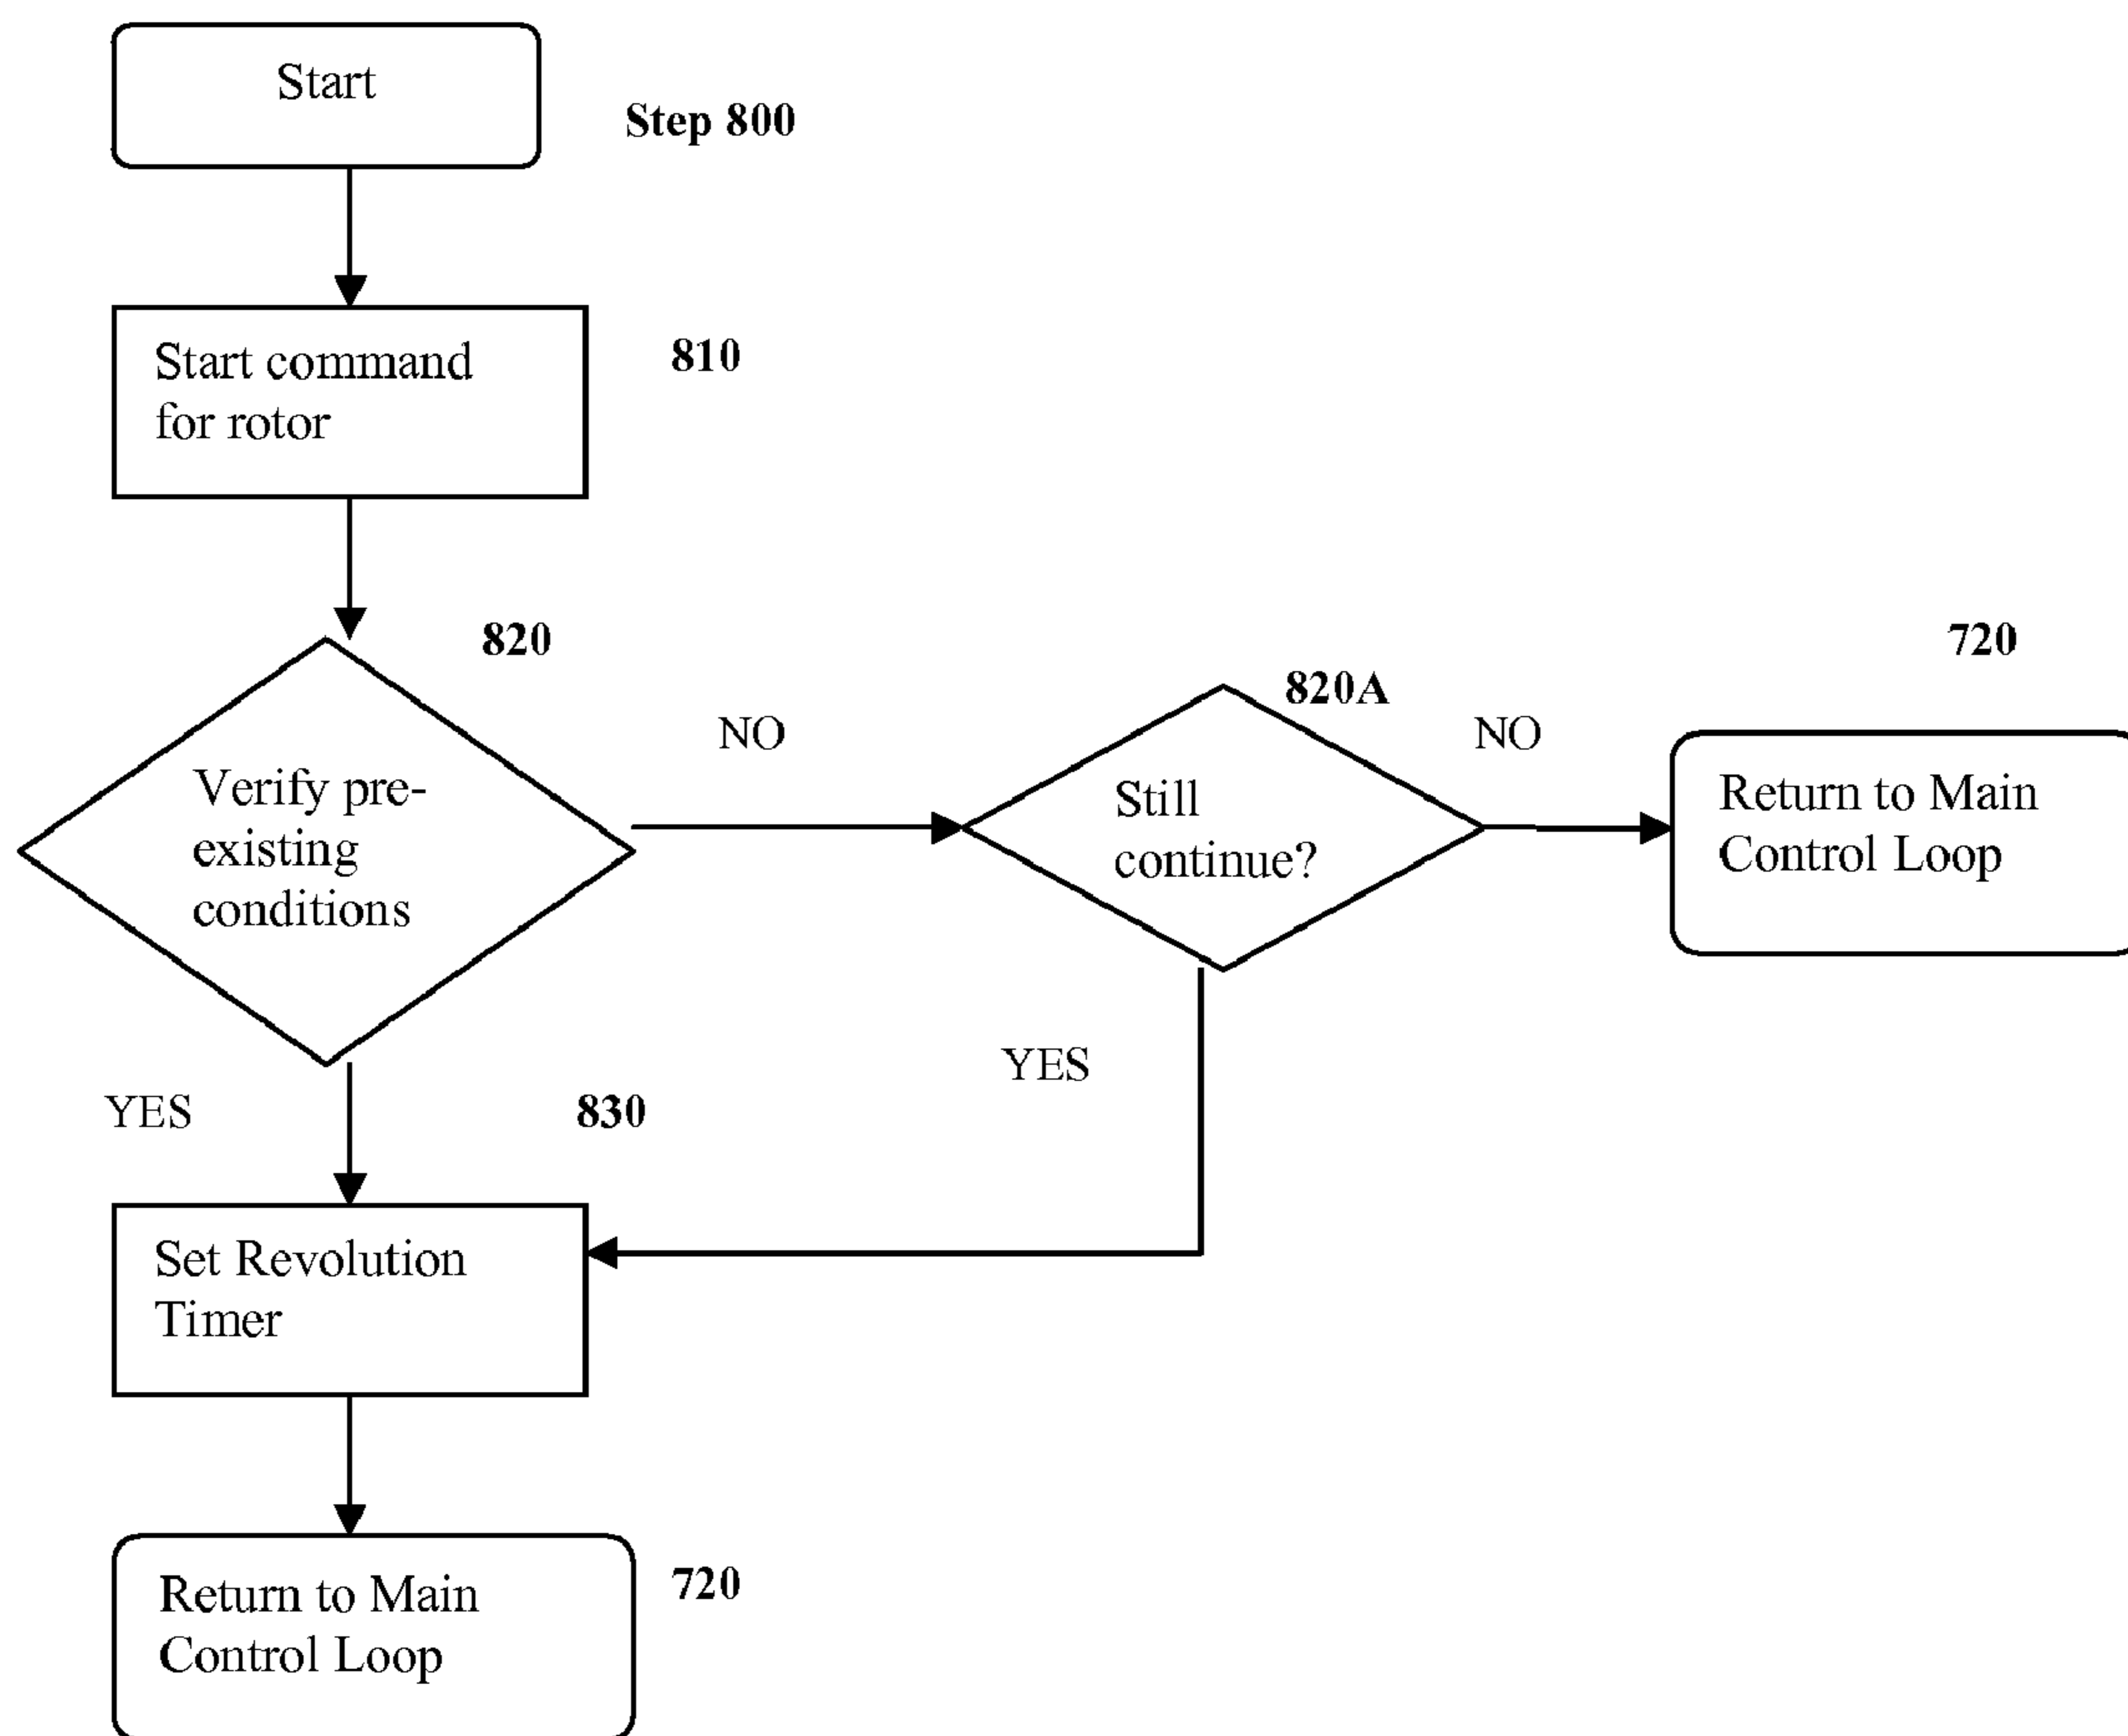 Start
Step 800
Start command
for rotor
810
820
Verify pre-
existing
conditions
NO
820A
Still
continue?
NO
720
Return to Main
Control Loop
YES
YES
830
Set Revolution
Timer
Return to Main
Control Loop
720